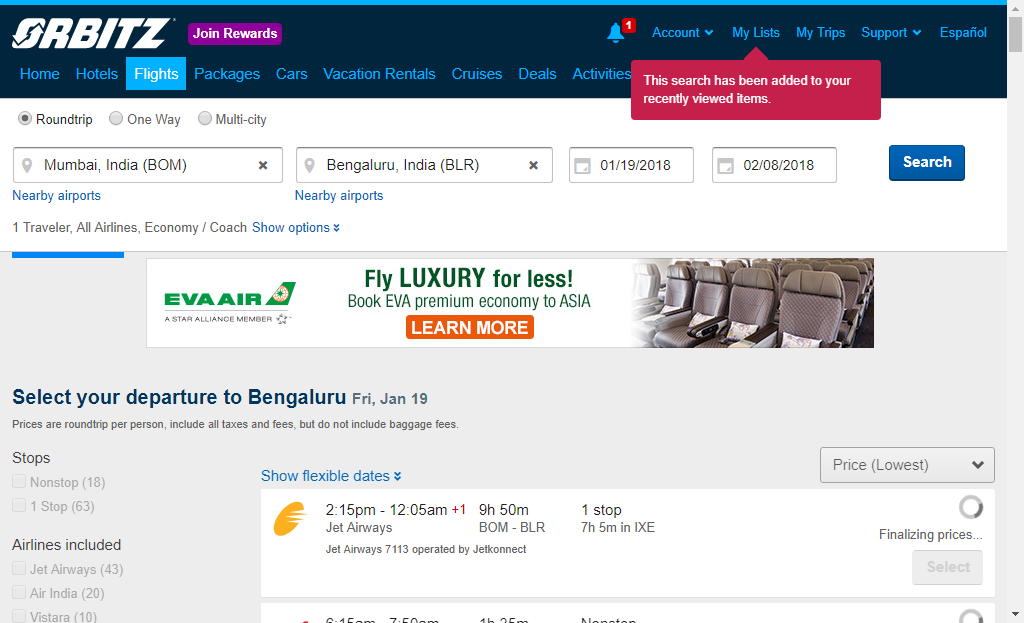 ORBITZ
Join Rewards
1
Account
My Lists
My Trips
Support
Español
Home
Hotels
Flights
Packages
Cars
Vacation Rentals
Cruises
Deals
Activities
This search has been added to your
recently viewed items.
Roundtrip
One Way
Multi-city
Mumbai, India (BOM)
Bengaluru, India (BLR)
01/19/2018
02/08/2018
Search
Nearby airports
Nearby airports
1 Traveler, All Airlines, Economy / Coach Show options
EVA AIR
A STAR ALLIANCE MEMBER
Fly LUXURY for less!
Book EVA premium economy to ASIA
LEARN MORE
Select your departure to Bengaluru Fri, Jan 19
Prices are roundtrip per person, include all taxes and fees, but do not include baggage fees.
Stops
Nonstop (18)
1 Stop (63)
Airlines included
Jet Airways (43)
Air India (20)
Vistara (10)
Show flexible dates
Price (Lowest)
2:15pm - 12:05am +1
9h 50m
1 stop
Jet Airways
BOM - BLR
7h 5m in IXE
Jet Airways 7113 operated by Jetkonnect
Finalizing prices...
Select
6:15am - 7:50am
1h 35m
Nonstop